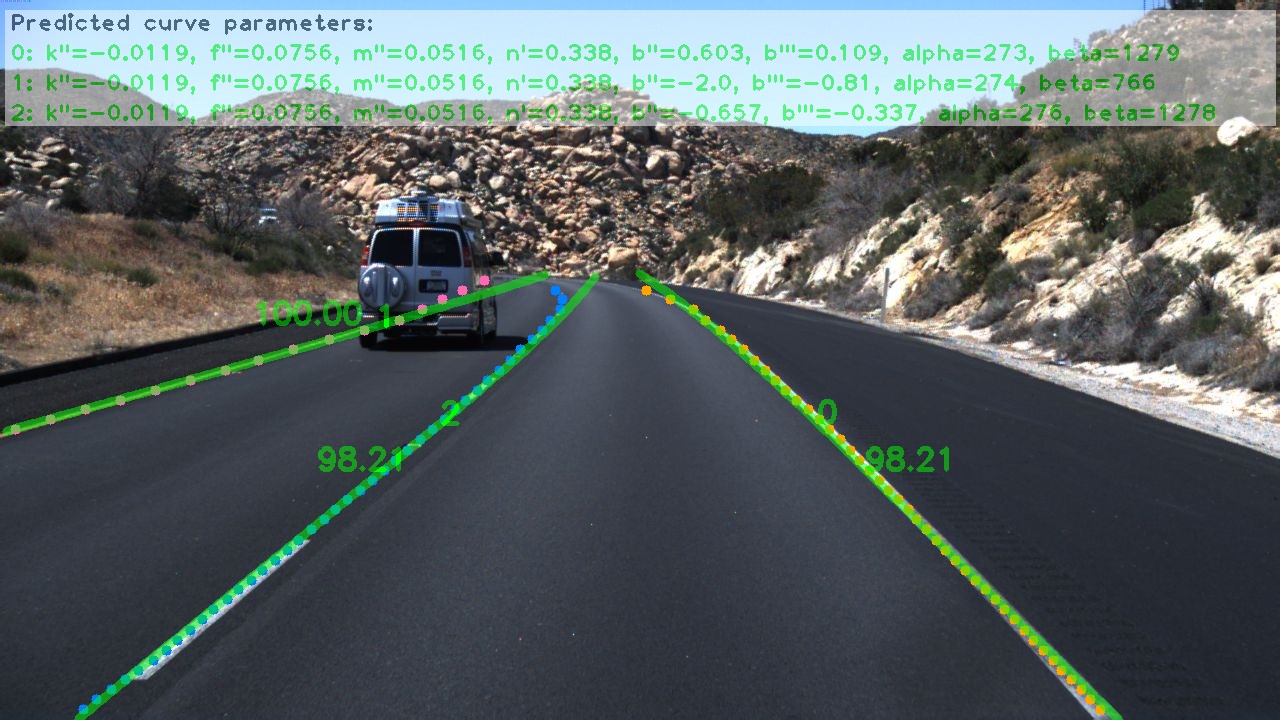 Predicted curve parameters:
0: k''=-0.0119, f''=0.0756, m''=0.0516, n'=0.338, b''=0.603, b'''=0.109, alpha=273, beta=1279
1: k''=-0.0119, f''=0.0756, m''=0.0516, n'=0.338, b''=-2.0, b'''=-0.81, alpha=274, beta=766
2: k''=-0.0119, f''=0.0756, m''=0.0516, n'=0.338, b''=-0.657, b'''=-0.337, alpha=276, beta=1278
100.00 1
2
0
98.21
98.21